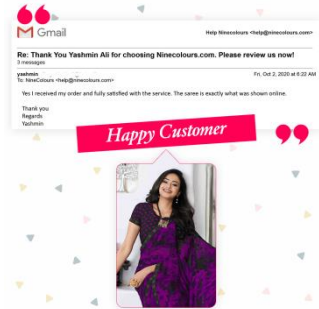 Gmail
Help Ninecolours <help@ninecolours.com>
Re: Thank You Yashmin Ali for choosing Ninecolours.com. Please review us now!
3 messages
yashmin
Fri, Oct 2, 2020 at 6:22 AM
To: NineColours <help@ninecolours.com>
Yes I received my order and fully satisfied with the service. The saree is exactly what was shown online.
Thank you
Regards
Yashmin
Happy Customer